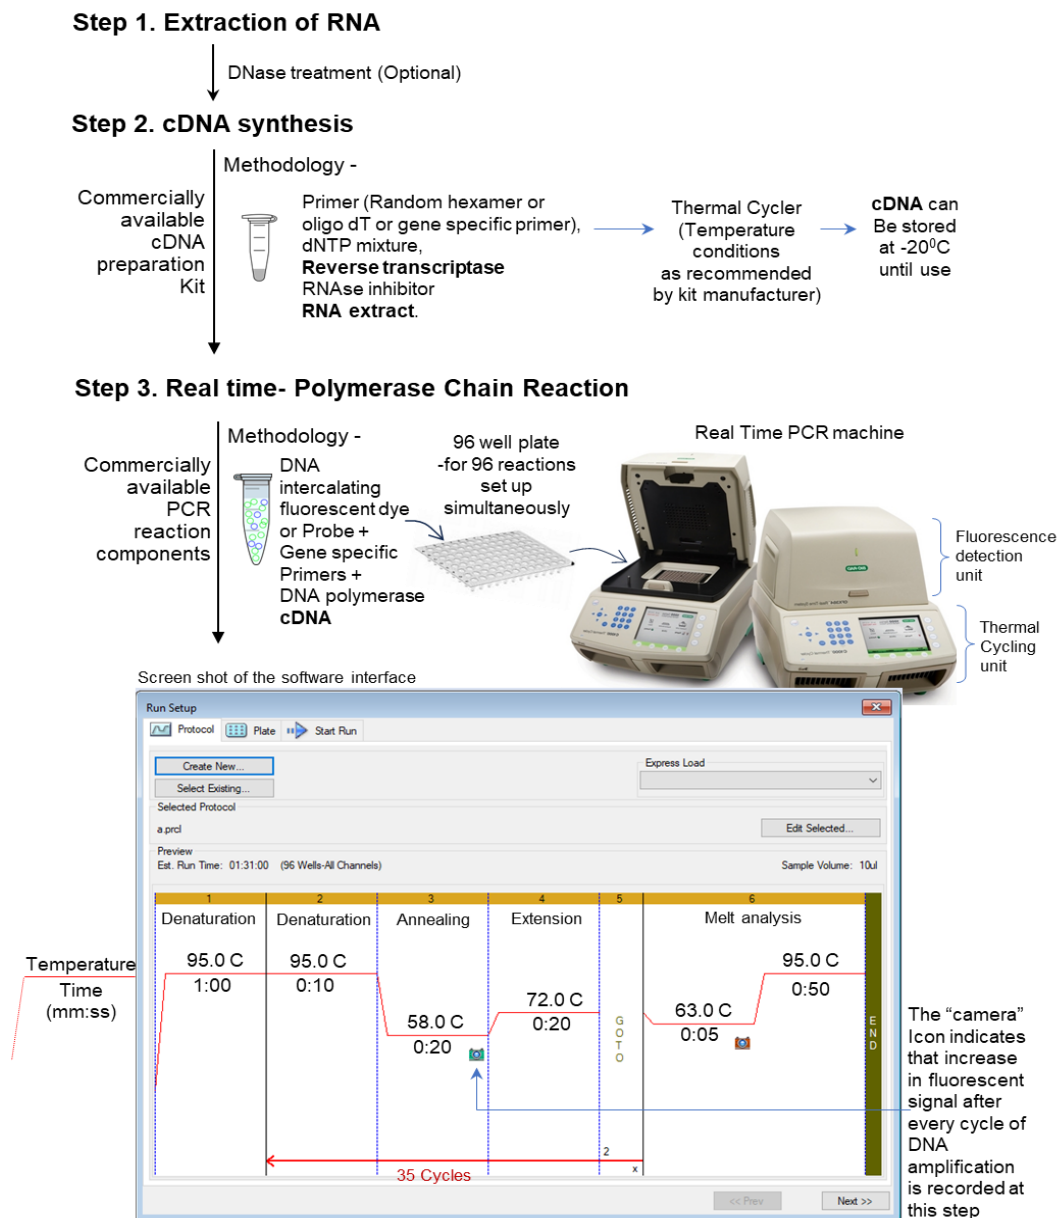 Step 1. Extraction of RNA
DNase treatment (Optional)
Step 2. cDNA synthesis
Methodology -
Commercially
available
cDNA
preparation
Kit
Primer (Random hexamer or
oligo dT or gene specific primer),
dNTP mixture,
Reverse transcriptase
RNAse inhibitor
RNA extract.
Thermal Cycler
(Temperature
conditions
as recommended
by kit manufacturer)
cDNA can
Be stored
at -20⁰C
until use
Step 3. Real time- Polymerase Chain Reaction
Methodology -
Commercially
available
PCR
reaction
components
DNA
intercalating
fluorescent dye
or Probe +
Gene specific
Primers +
DNA polymerase
cDNA
96 well plate
-for 96 reactions
set up
simultaneously
Real Time PCR machine
Fluorescence
detection
unit
Thermal
Cycling
unit
Screen shot of the software interface
Run Setup
Protocol
Plate
Start Run
Create New...
Select Existing...
Express Load
Selected Protocol
a.prcl
Edit Selected...
Preview
Est. Run Time: 01:31:00 (96 Wells-All Channels)
Sample Volume: 10ul
1 2 3 4 5 6
Denaturation
Denaturation
Annealing
Extension
Melt analysis
95.0 C
1:00
95.0 C
0:10
58.0 C
0:20
72.0 C
0:20
GOTO
2
x
63.0 C
0:05
95.0 C
0:50
END
35 Cycles
Temperature
Time
(mm:ss)
<< Prev
Next >>
The “camera”
Icon indicates
that increase
in fluorescent
signal after
every cycle of
DNA
amplification
is recorded at
this step